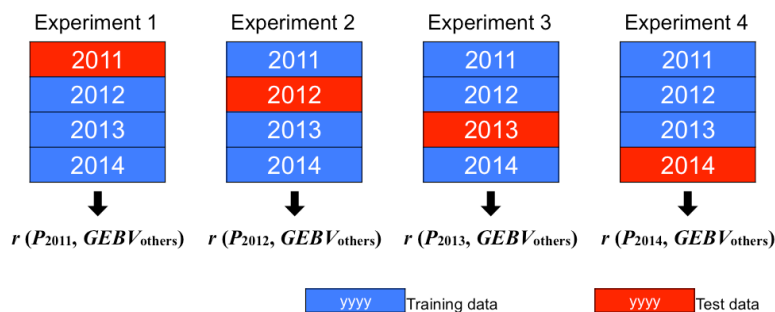 Experiment 1 Experiment 2 Experiment 3 Experiment 4
2011 2011 2011 2011
2012 2012 2012 2012
2013 2013 2013 2013
2014 2014 2014 2014
r (P2011, GEBVothers) r (P2012, GEBVothers) r (P2013, GEBVothers) r (P2014, GEBVothers)
yyyy Training data yyyy Test data